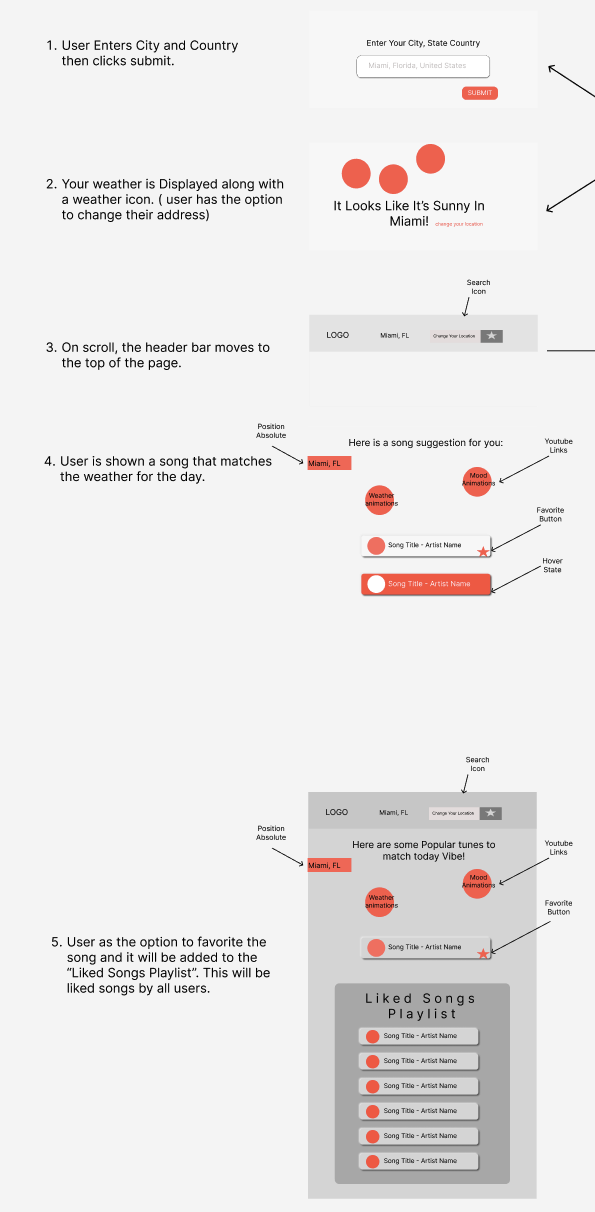 1. User Enters City and Country
then clicks submit.
Enter Your City, State Country
Miami, Florida, United States
SUBMIT
2. Your weather is Displayed along with
a weather icon. ( user has the option
to change their address)
It Looks Like It's Sunny In
Miami! change your location
Search
Icon
LOGO Miami, FL Change Your Location
3. On scroll, the header bar moves to
the top of the page.
Position
Absolute
Here is a song suggestion for you:
Youtube
Links
4. User is shown a song that matches
the weather for the day.
Miami, FL
Mood
Animations
Weather
animations
Favorite
Button
Song Title - Artist Name
Hover
State
Song Title - Artist Name
Search
Icon
LOGO Miami, FL Change Your Location
Position
Absolute
Here are some Popular tunes to
match today Vibe!
Youtube
Links
Miami, FL
Mood
Animations
Weather
animations
Favorite
Button
Song Title - Artist Name
5. User as the option to favorite the
song and it will be added to the
“Liked Songs Playlist”. This will be
liked songs by all users.
Liked Songs
Playlist
Song Title - Artist Name
Song Title - Artist Name
Song Title - Artist Name
Song Title - Artist Name
Song Title - Artist Name
Song Title - Artist Name